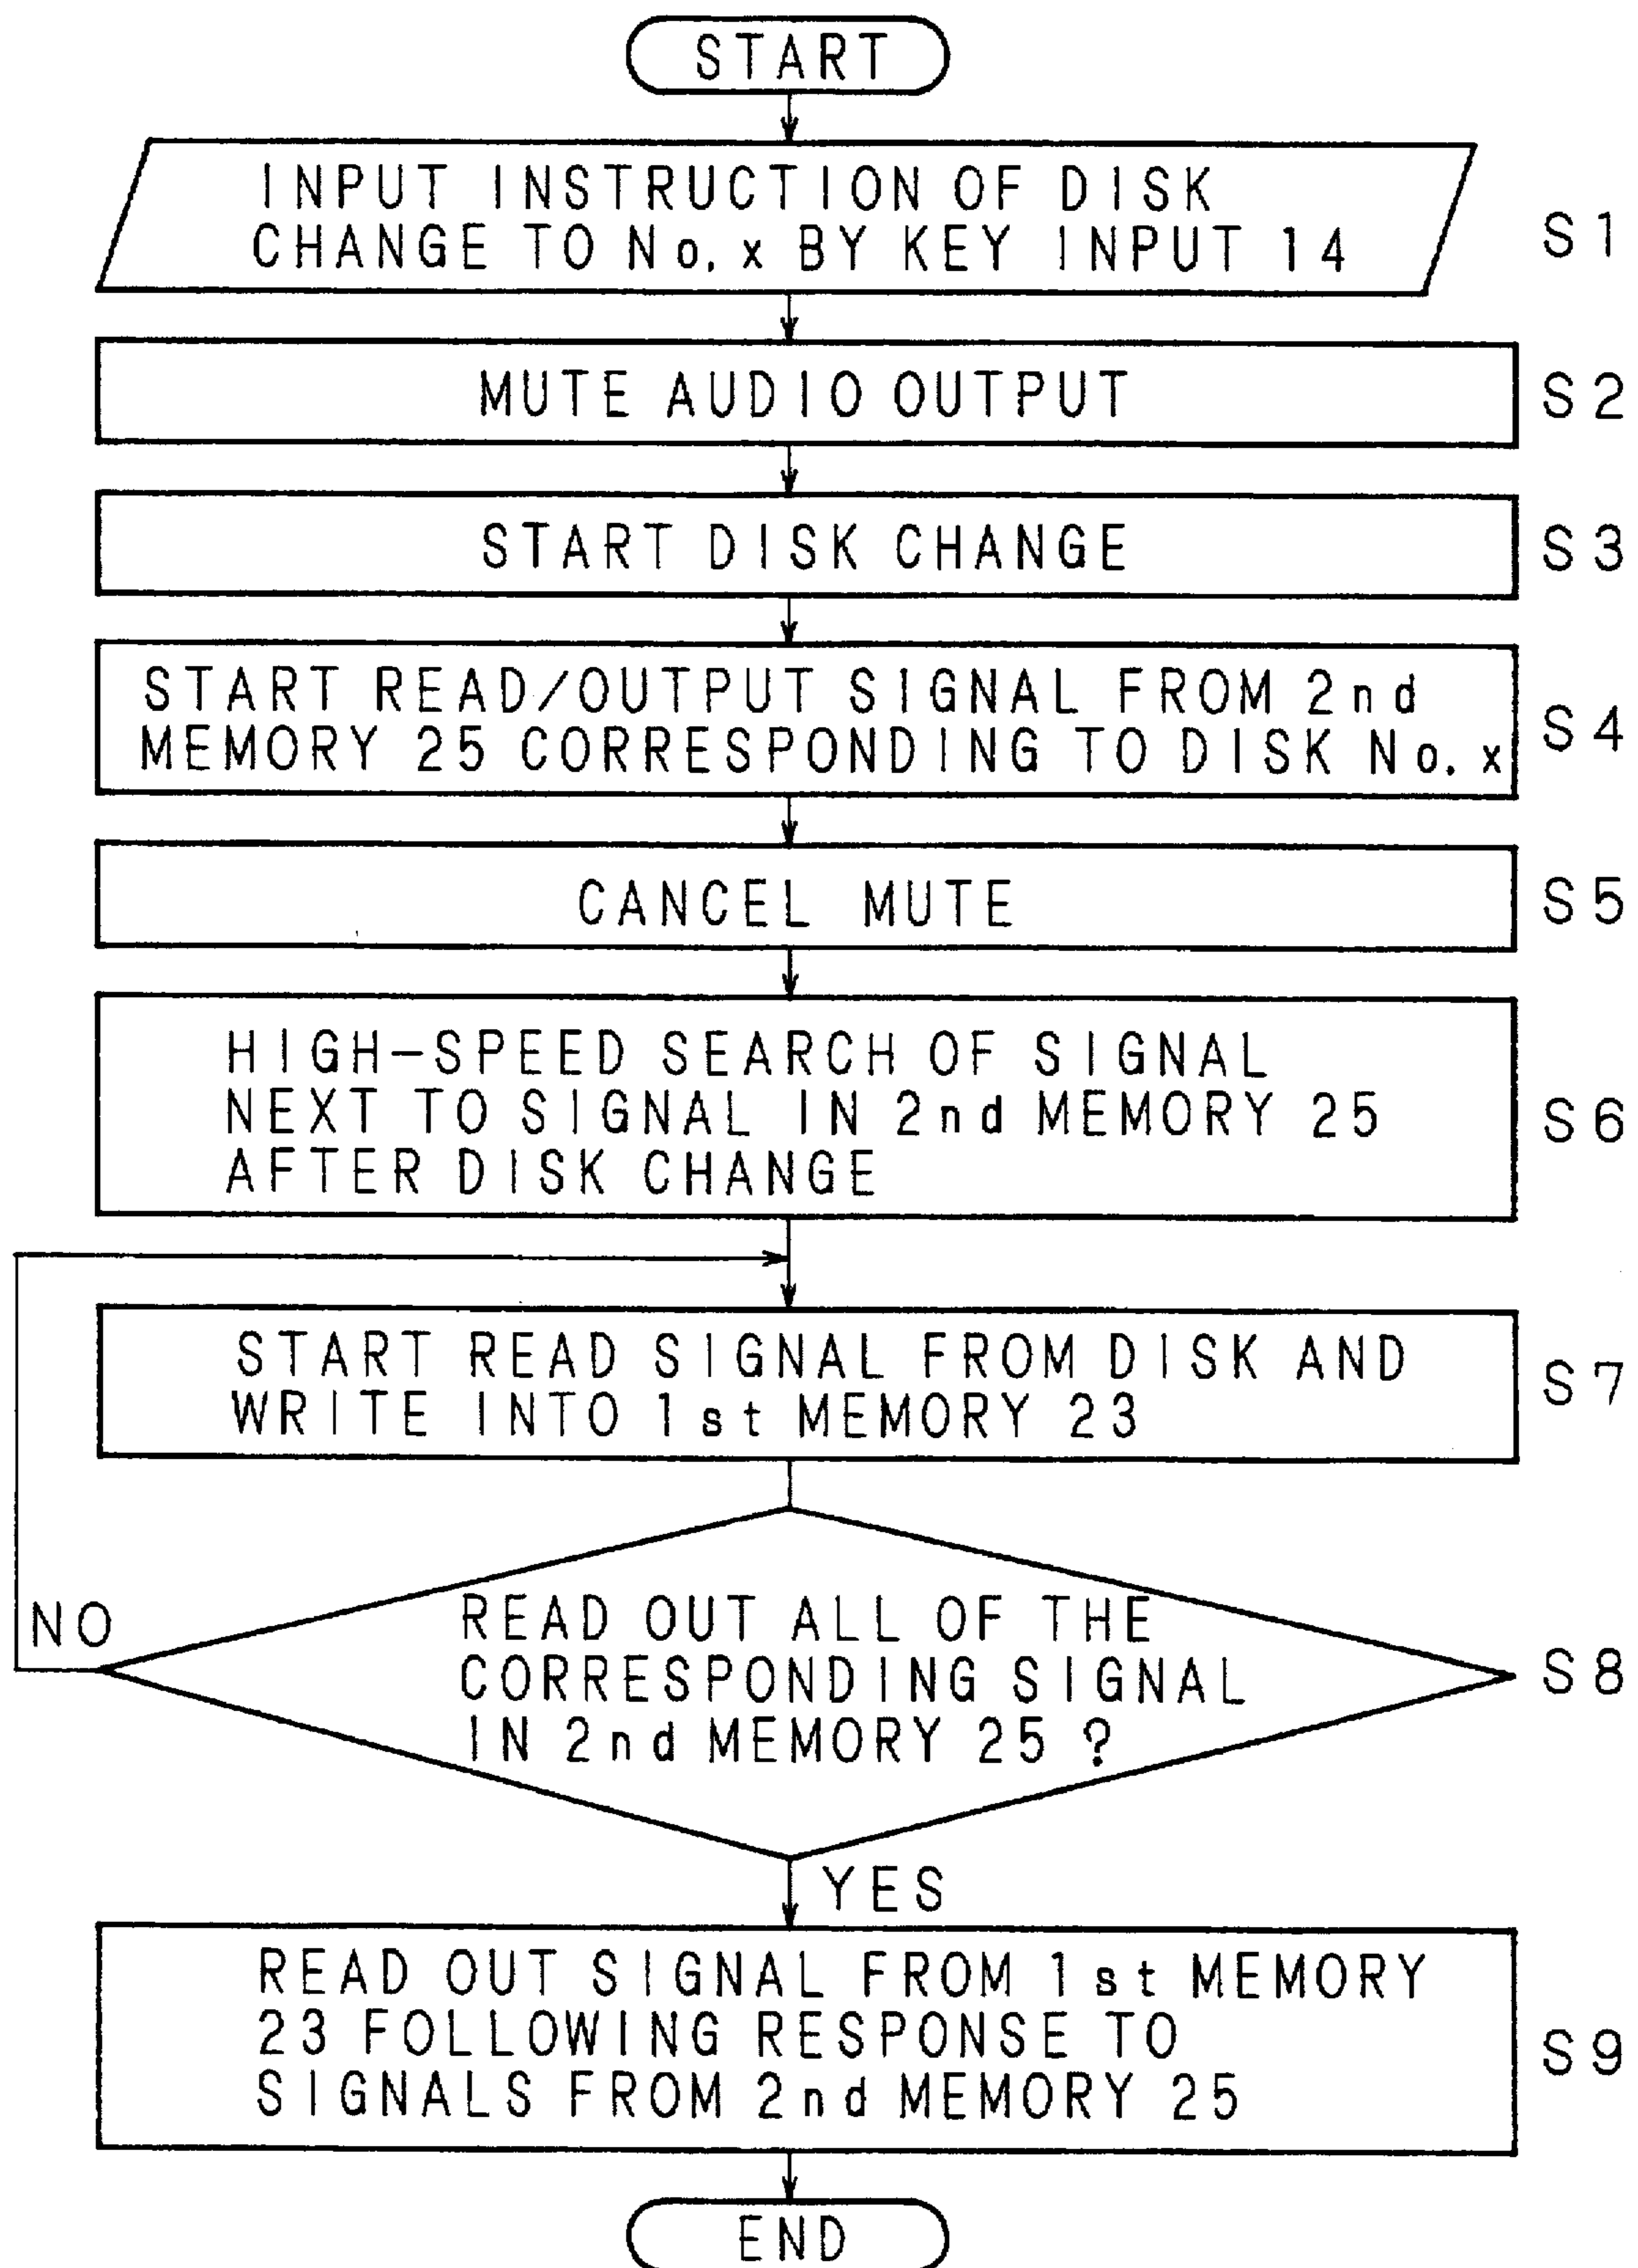 START
INPUT INSTRUCTION OF DISK
CHANGE TO No. x BY KEY INPUT 14
S1
MUTE AUDIO OUTPUT
S2
START DISK CHANGE
S3
START READ/OUTPUT SIGNAL FROM 2nd
MEMORY 25 CORRESPONDING TO DISK No. x
S4
CANCEL MUTE
S5
HIGH-SPEED SEARCH OF SIGNAL
NEXT TO SIGNAL IN 2nd MEMORY 25
AFTER DISK CHANGE
S6
START READ SIGNAL FROM DISK AND
WRITE INTO 1st MEMORY 23
S7
NO
READ OUT ALL OF THE
CORRESPONDING SIGNAL
IN 2nd MEMORY 25 ?
S8
YES
READ OUT SIGNAL FROM 1st MEMORY
23 FOLLOWING RESPONSE TO
SIGNALS FROM 2nd MEMORY 25
S9
END